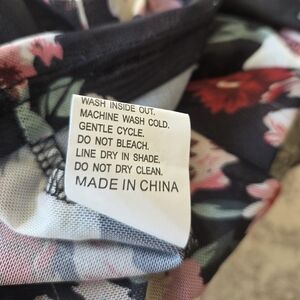 WASH INSIDE OUT.
MACHINE WASH COLD.
GENTLE CYCLE.
DO NOT BLEACH.
LINE DRY IN SHADE.
DO NOT DRY CLEAN.
MADE IN CHINA